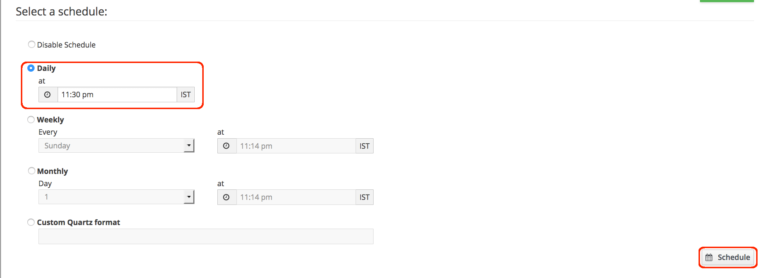 Select a schedule:
Disable Schedule
Daily
at
11:30 pm IST
Weekly
Every at
Sunday 11:14 pm IST
Monthly
Day at
1 11:14 pm IST
Custom Quartz format
Schedule